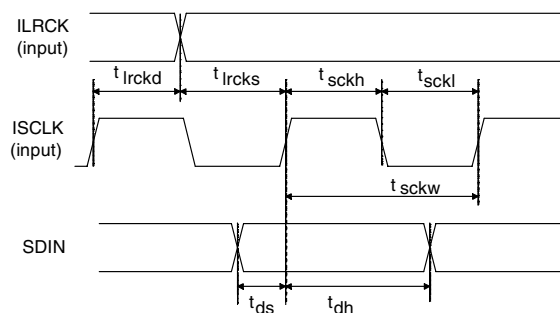 ILRCK
(input)
t lrckd
t lrcks
t sckh
t sckl
ISCLK
(input)
t sckw
SDIN
t ds
t dh